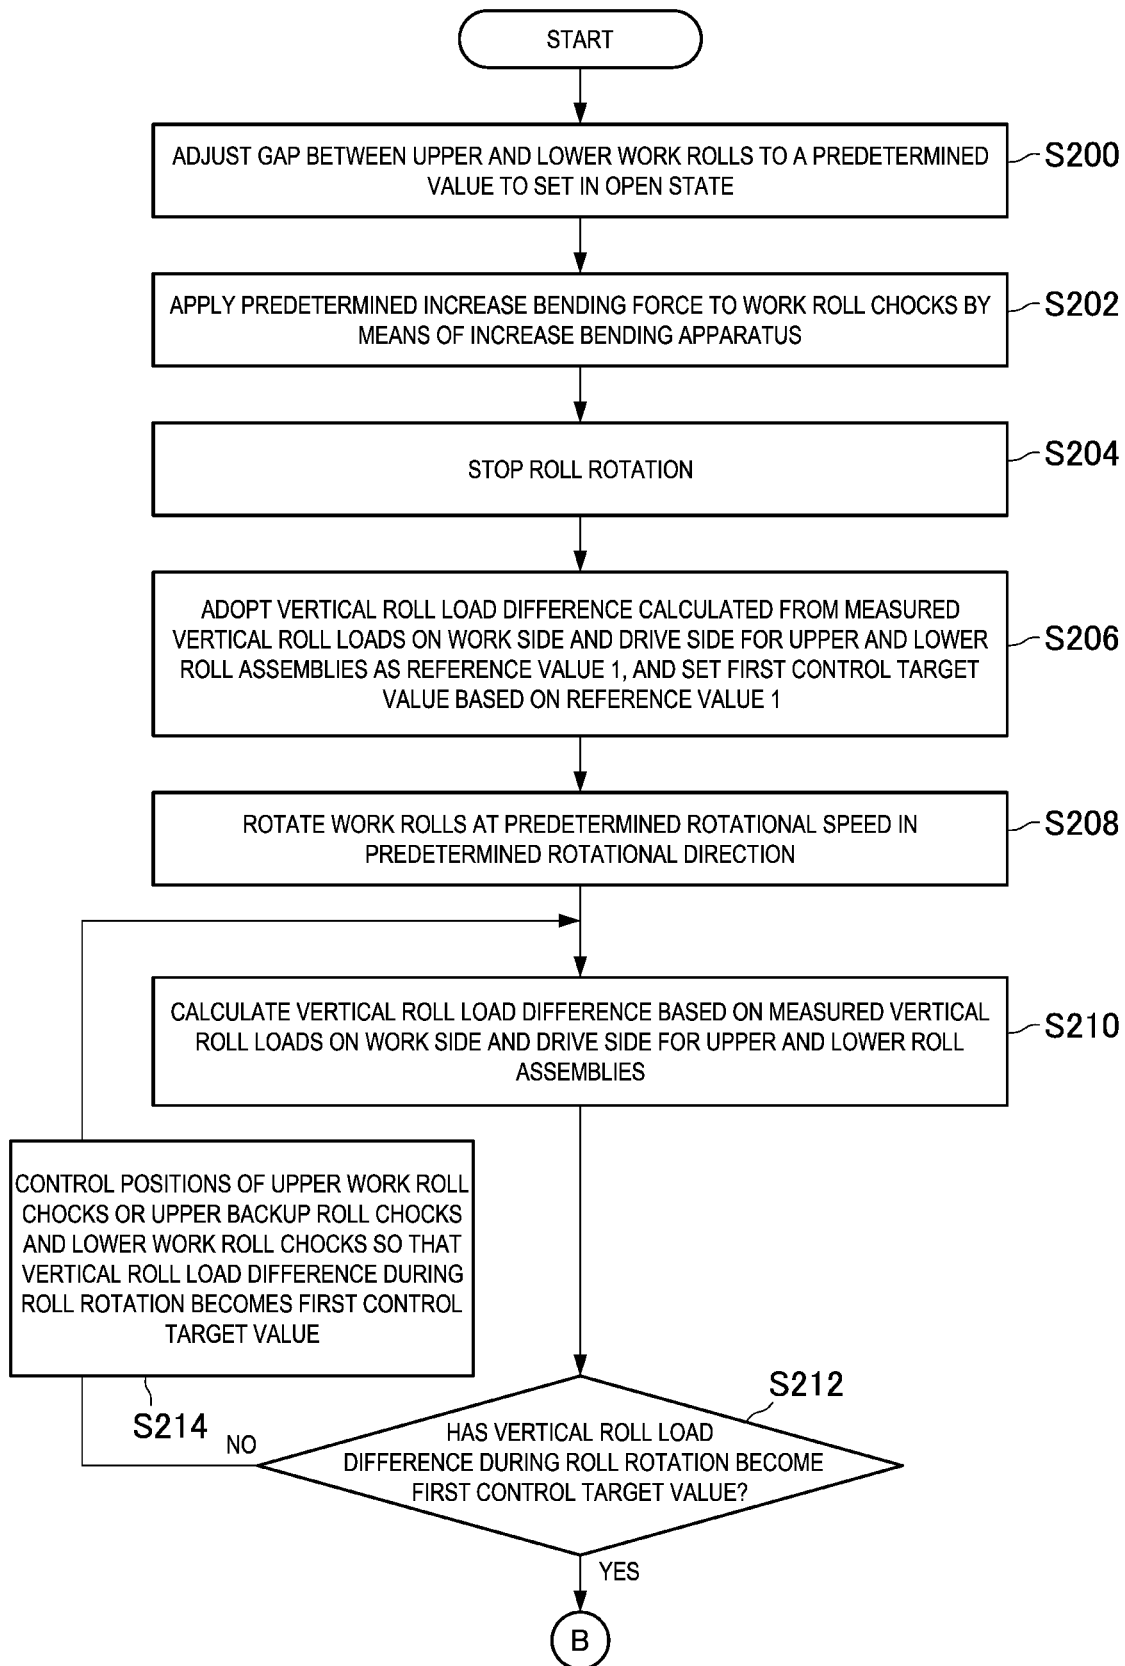 START
ADJUST GAP BETWEEN UPPER AND LOWER WORK ROLLS TO A PREDETERMINED
VALUE TO SET IN OPEN STATE
S200
APPLY PREDETERMINED INCREASE BENDING FORCE TO WORK ROLL CHOCKS BY
MEANS OF INCREASE BENDING APPARATUS
S202
STOP ROLL ROTATION
S204
ADOPT VERTICAL ROLL LOAD DIFFERENCE CALCULATED FROM MEASURED
VERTICAL ROLL LOADS ON WORK SIDE AND DRIVE SIDE FOR UPPER AND LOWER
ROLL ASSEMBLIES AS REFERENCE VALUE 1, AND SET FIRST CONTROL TARGET
VALUE BASED ON REFERENCE VALUE 1
S206
ROTATE WORK ROLLS AT PREDETERMINED ROTATIONAL SPEED IN
PREDETERMINED ROTATIONAL DIRECTION
S208
CALCULATE VERTICAL ROLL LOAD DIFFERENCE BASED ON MEASURED VERTICAL
ROLL LOADS ON WORK SIDE AND DRIVE SIDE FOR UPPER AND LOWER ROLL
ASSEMBLIES
S210
CONTROL POSITIONS OF UPPER WORK ROLL
CHOCKS OR UPPER BACKUP ROLL CHOCKS
AND LOWER WORK ROLL CHOCKS SO THAT
VERTICAL ROLL LOAD DIFFERENCE DURING
ROLL ROTATION BECOMES FIRST CONTROL
TARGET VALUE
S214
S212
HAS VERTICAL ROLL LOAD
DIFFERENCE DURING ROLL ROTATION BECOME
FIRST CONTROL TARGET VALUE?
NO
YES
B